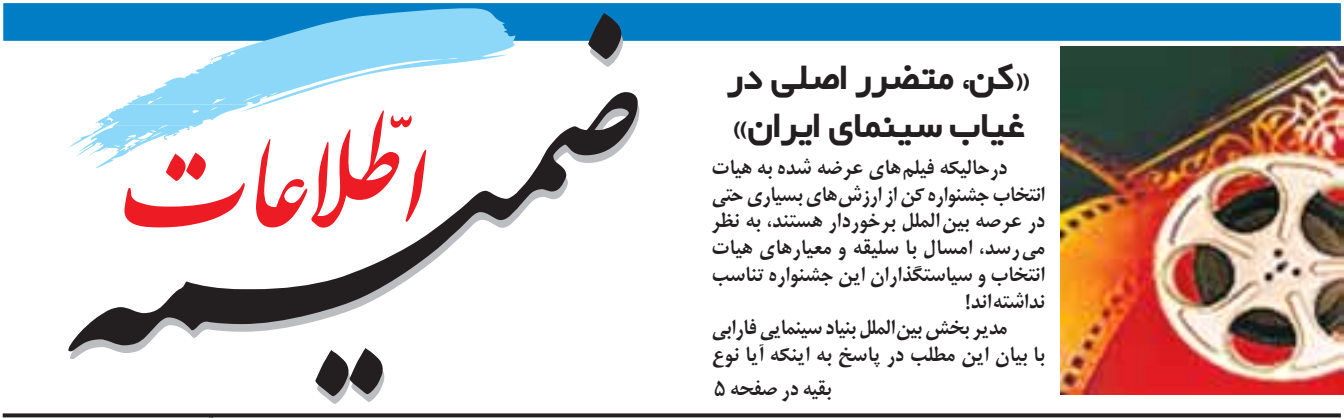 ضمیمه
اطّلاعات
«کن، متضرر اصلی در
غیاب سینمای ایران»
درحالیکه فیلم‌های عرضه شده به هیات
انتخاب جشنواره کن از ارزش‌های بسیاری حتی
در عرصه بین‌الملل برخوردار هستند، به نظر
می‌رسد، امسال با سلیقه و معیارهای هیات
انتخاب و سیاستگذاران این جشنواره تناسب
نداشته‌اند!
مدیر بخش بین‌الملل بنیاد سینمایی فارابی
با بیان این مطلب در پاسخ به اینکه آیا نوع
بقیه در صفحه ۵